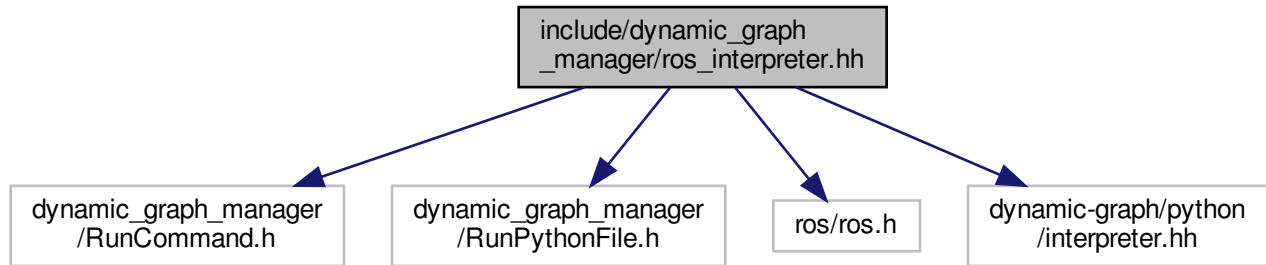 include/dynamic_graph
_manager/ros_interpreter.hh
dynamic_graph_manager
/RunCommand.h
dynamic_graph_manager
/RunPythonFile.h
ros/ros.h
dynamic-graph/python
/interpreter.hh